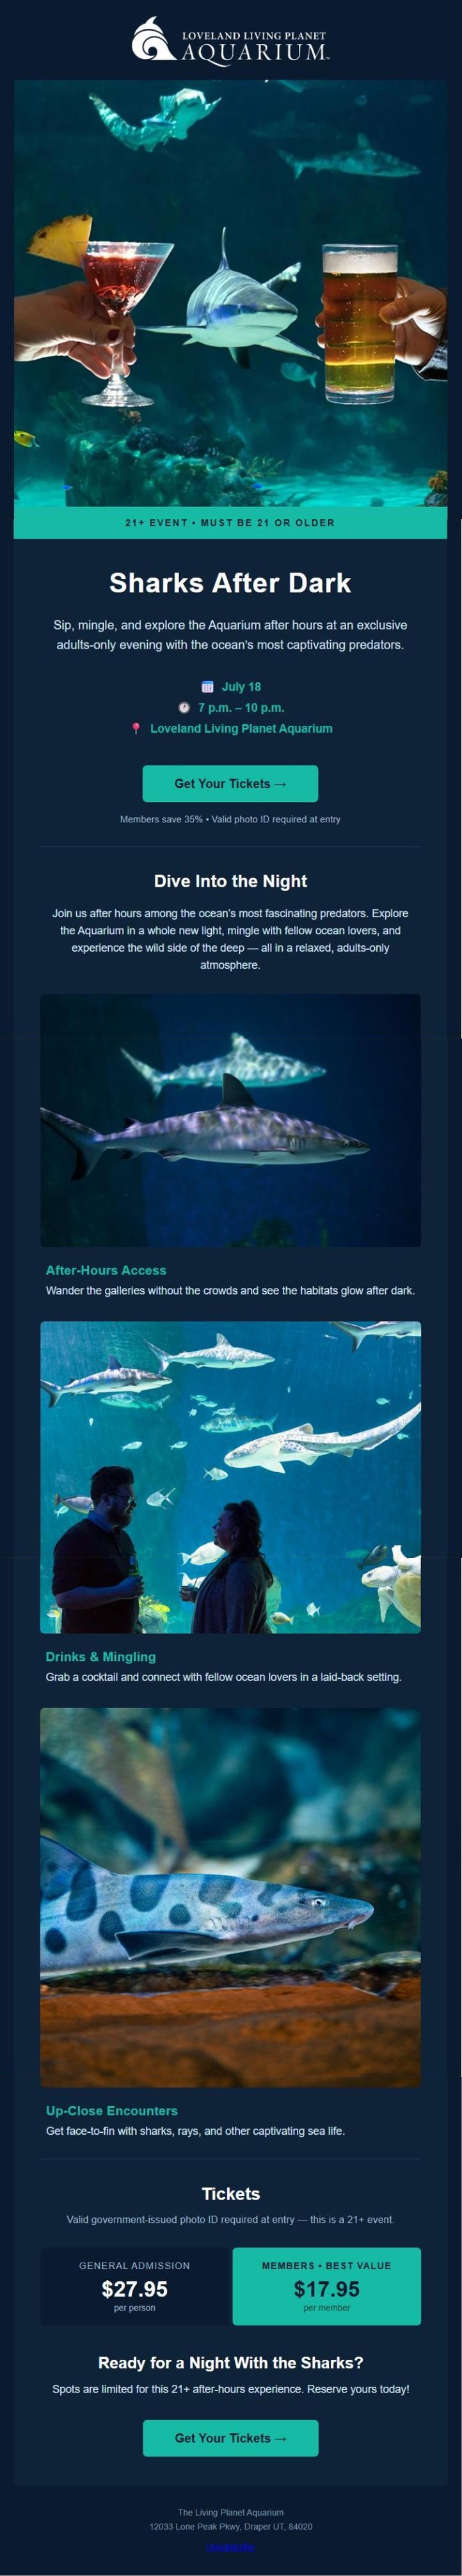 LOVELAND LIVING PLANET
AQUARIUM
21+ EVENT • MUST BE 21 OR OLDER
Sharks After Dark
Sip, mingle, and explore the Aquarium after hours at an exclusive
adults-only evening with the ocean's most captivating predators.
July 18
7 p.m. – 10 p.m.
Loveland Living Planet Aquarium
Get Your Tickets →
Members save 35% • Valid photo ID required at entry
Dive Into the Night
Join us after hours among the ocean's most fascinating predators. Explore
the Aquarium in a whole new light, mingle with fellow ocean lovers, and
experience the wild side of the deep — all in a relaxed, adults-only
atmosphere.
After-Hours Access
Wander the galleries without the crowds and see the habitats glow after dark.
Drinks & Mingling
Grab a cocktail and connect with fellow ocean lovers in a laid-back setting.
Up-Close Encounters
Get face-to-fin with sharks, rays, and other captivating sea life.
Tickets
Valid government-issued photo ID required at entry — this is a 21+ event.
GENERAL ADMISSION
$27.95
per person
MEMBERS • BEST VALUE
$17.95
per member
Ready for a Night With the Sharks?
Spots are limited for this 21+ after-hours experience. Reserve yours today!
Get Your Tickets →
The Living Planet Aquarium
12033 Lone Peak Pkwy, Draper UT, 84020